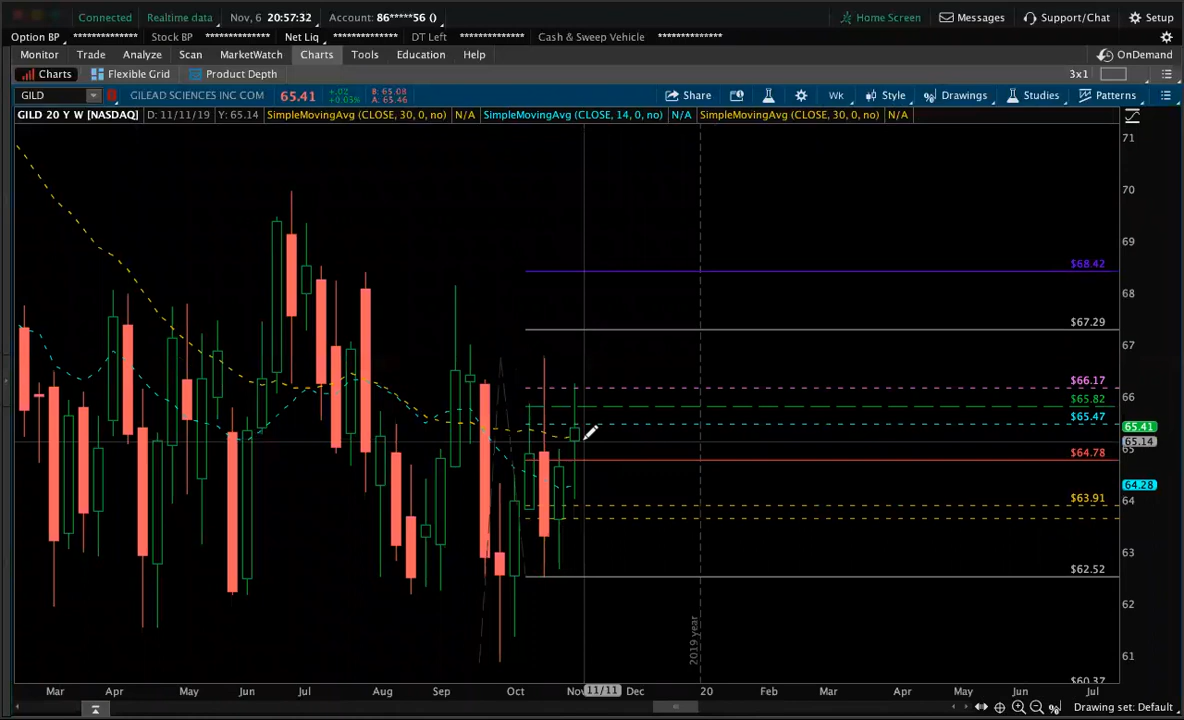 Connected Realtime data Nov, 6 20:57:32 Account: 86*****56 () Home Screen Messages Support/Chat Setup
Option BP ************** Stock BP ************** Net Liq ************** DT Left ************** Cash & Sweep Vehicle **************
Monitor Trade Analyze Scan MarketWatch Charts Tools Education Help OnDemand
Charts Flexible Grid Product Depth 3x1
GILD GILEAD SCIENCES INC COM 65.41 +.02 B: 65.08 Share Wk Style Drawings Studies Patterns
+0.03% A: 65.46
GILD 20 Y W [NASDAQ] D: 11/11/19 Y: 65.14 SimpleMovingAvg (CLOSE, 30, 0, no) N/A SimpleMovingAvg (CLOSE, 14, 0, no) N/A SimpleMovingAvg (CLOSE, 30, 0, no) N/A
71
70
69
$68.42
68
$67.29
67
$66.17
66
$65.82
$65.47
65.41
65.14
65
$64.78
64.28
$63.91
64
63
$62.52
62
61
2019 year
60.37
Mar Apr May Jun Jul Aug Sep Oct Nov 11/11 Dec 20 Feb Mar Apr May Jun Jul
Drawing set: Default